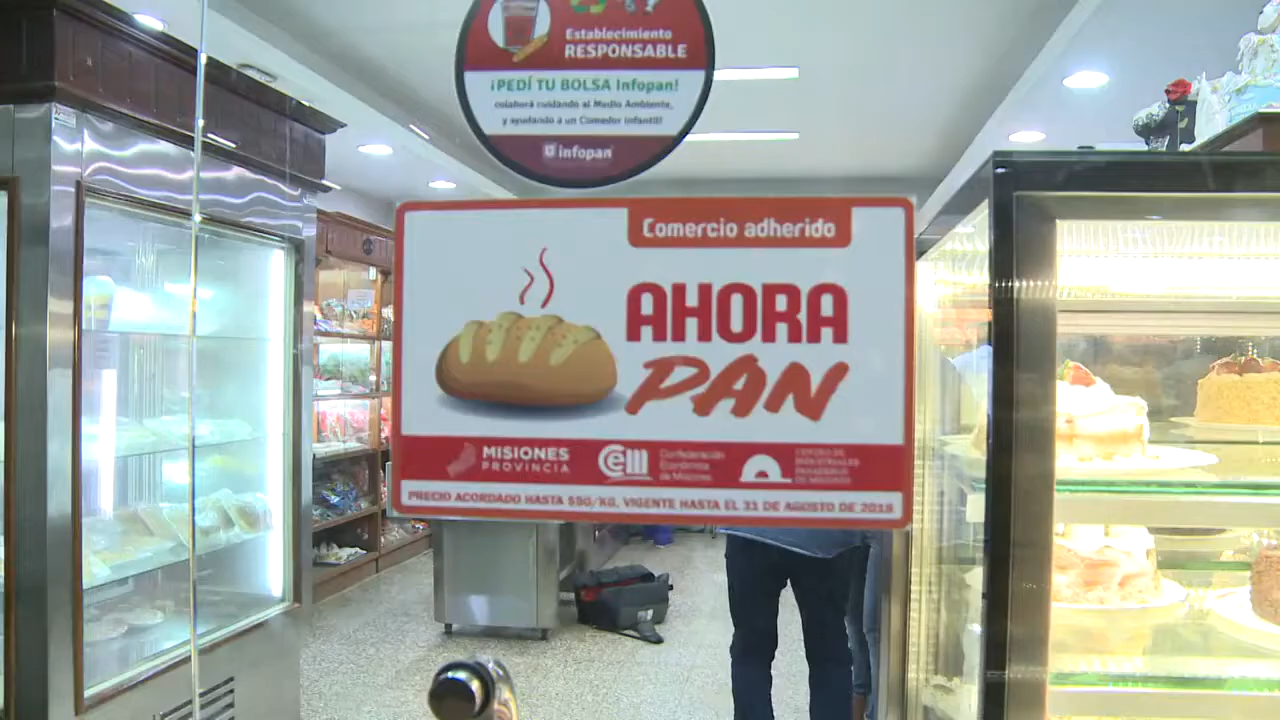 Establecimiento
RESPONSABLE
¡PEDÍ TU BOLSA Infopan!
colaborá cuidando al Medio Ambiente,
y ayudando a un Comedor Infantil!
infopan
Comercio adherido
AHORA
PAN
MISIONES
PROVINCIA
cem
Confederación
Económica
de Misiones
CENTRO DE
INDUSTRIALES
PANADEROS
DE MISIONES
PRECIO ACORDADO HASTA $50/KG, VIGENTE HASTA EL 31 DE AGOSTO DE 2018